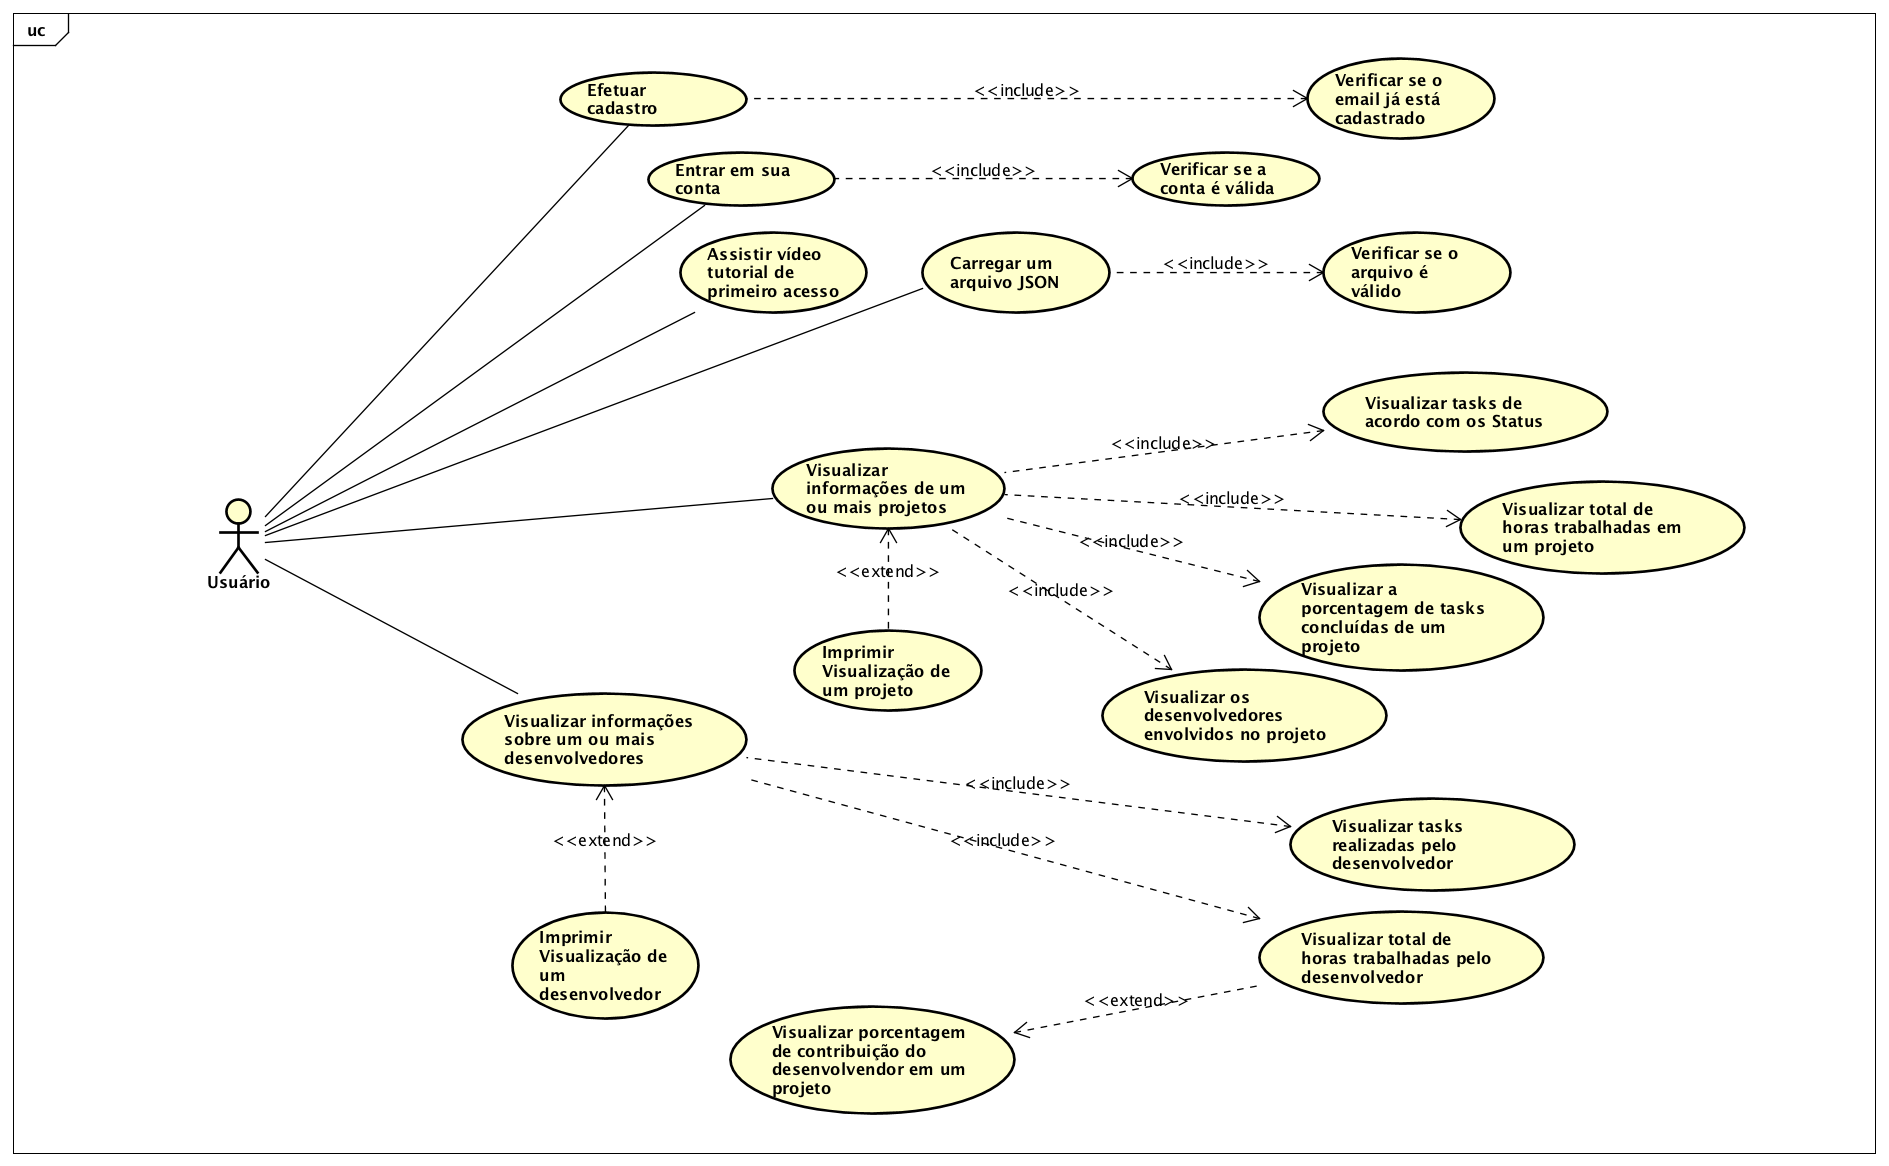 uc
Efetuar
cadastro
<<include>>
Verificar se o
email já está
cadastrado
Entrar em sua
conta
<<include>>
Verificar se a
conta é válida
Assistir vídeo
tutorial de
primeiro acesso
Carregar um
arquivo JSON
<<include>>
Verificar se o
arquivo é
válido
Visualizar tasks de
acordo com os Status
<<include>>
Visualizar
informações de um
ou mais projetos
<<include>>
Visualizar total de
horas trabalhadas em
um projeto
<<include>>
Usuário
<<extend>>
<<include>>
Visualizar a
porcentagem de tasks
concluídas de um
projeto
Imprimir
Visualização de
um projeto
Visualizar os
desenvolvedores
envolvidos no projeto
Visualizar informações
sobre um ou mais
desenvolvedores
<<include>>
Visualizar tasks
realizadas pelo
desenvolvedor
<<extend>>
<<include>>
Imprimir
Visualização de
um
desenvolvedor
Visualizar total de
horas trabalhadas pelo
desenvolvedor
<<extend>>
Visualizar porcentagem
de contribuição do
desenvolvendor em um
projeto